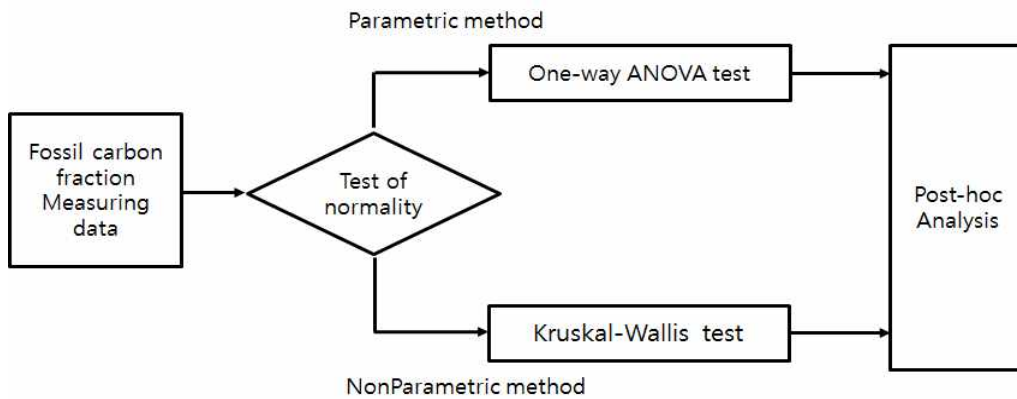 Parametric method
One-way ANOVA test
Fossil carbon
fraction
Measuring
data
Test of
normality
Post-hoc
Analysis
Kruskal-Wallis test
NonParametric method